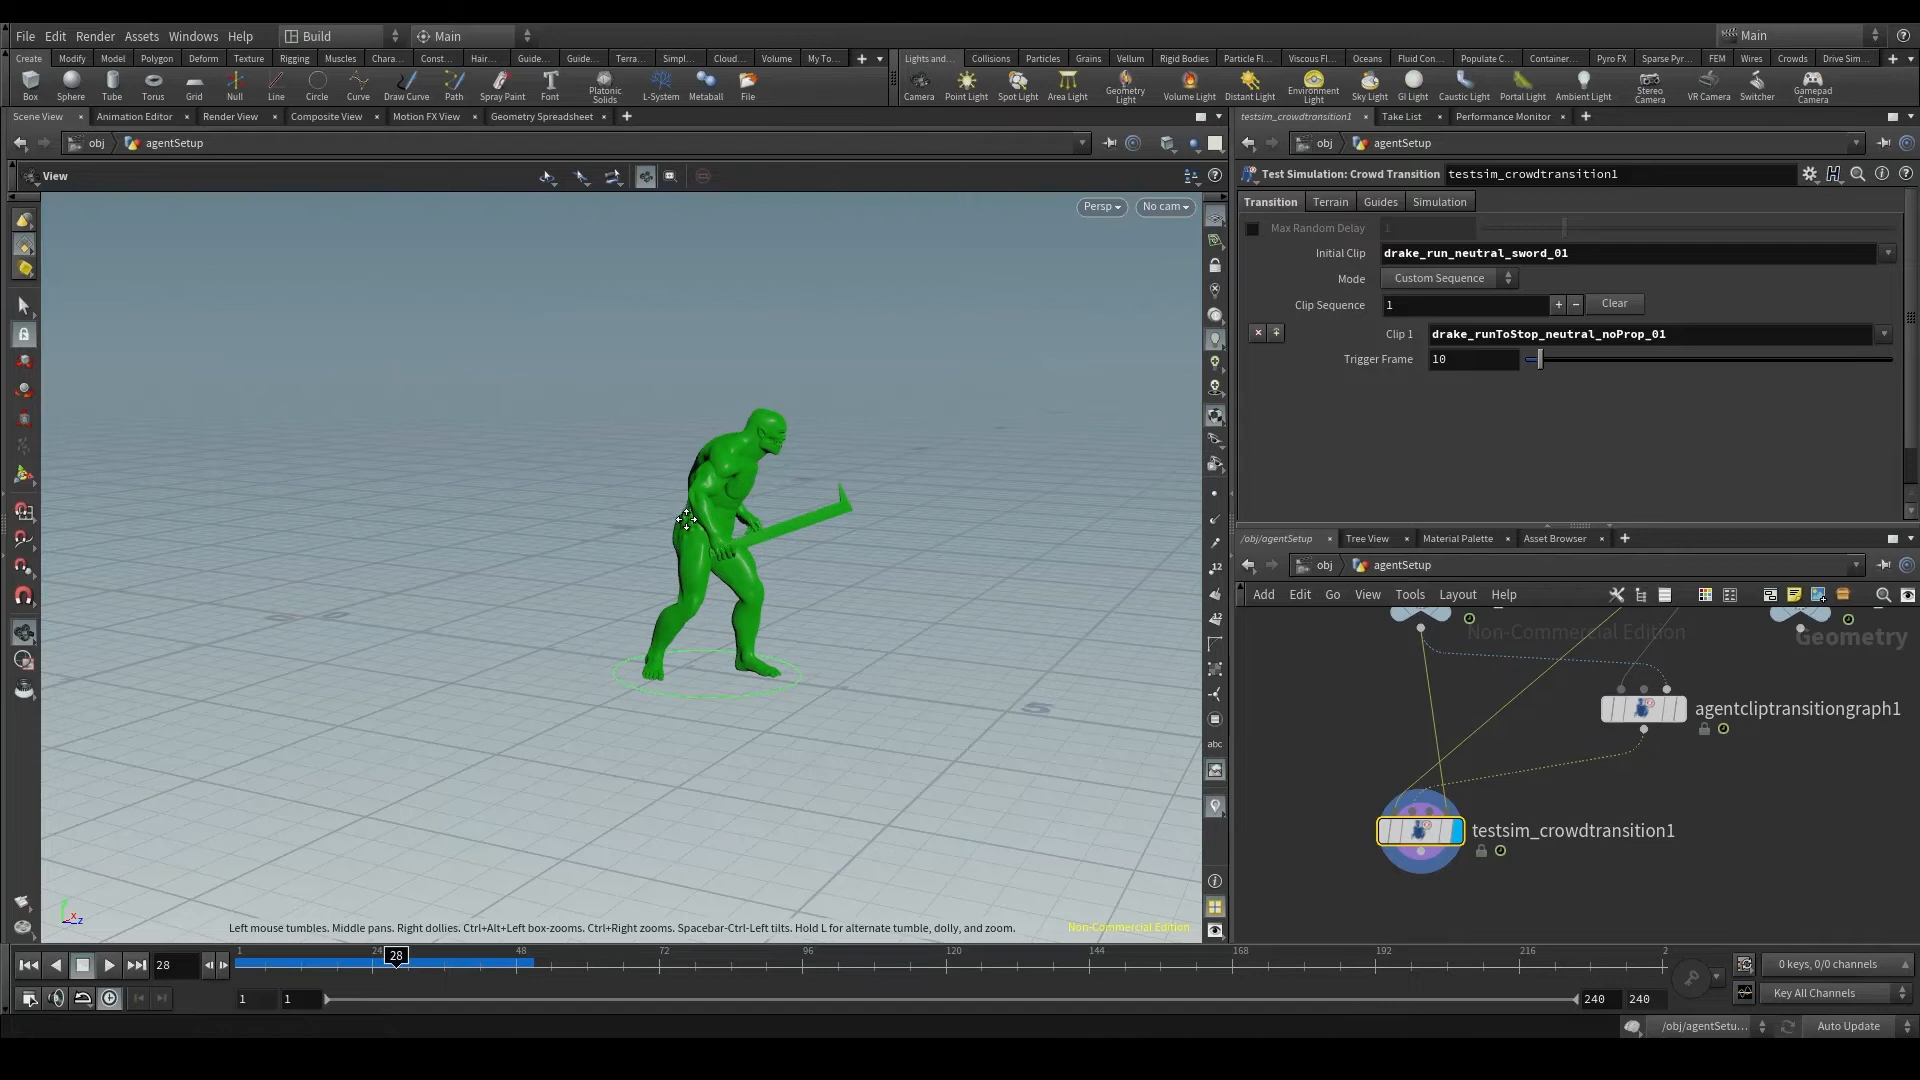 File Edit Render Assets Windows Help Build Main Main
Create Modify Model Polygon Deform Texture Rigging Muscles Chara... Const... Hair... Guide... Guide... Terra... Simpl... Cloud... Volume My To... Lights and... Collisions Particles Grains Vellum Rigid Bodies Particle Fl... Viscous Fl... Oceans Fluid Con... Populate C... Container... Pyro FX Sparse Pyr... FEM Wires Crowds Drive Sim...
Box Sphere Tube Torus Grid Null Line Circle Curve Draw Curve Path Spray Paint Font Platonic Solids L-System Metaball File Camera Point Light Spot Light Area Light Geometry Light Volume Light Distant Light Environment Light Sky Light GI Light Caustic Light Portal Light Ambient Light Stereo Camera VR Camera Switcher Gamepad Camera
Scene View Animation Editor Render View Composite View Motion FX View Geometry Spreadsheet testsim_crowdtransition1 Take List Performance Monitor
obj agentSetup obj agentSetup
View Test Simulation: Crowd Transition testsim_crowdtransition1
Transition Terrain Guides Simulation
Persp No cam
Max Random Delay 1
Initial Clip drake_run_neutral_sword_01
Mode Custom Sequence
Clip Sequence 1 Clear
Clip 1 drake_runToStop_neutral_noProp_01
Trigger Frame 10
/obj/agentSetup Tree View Material Palette Asset Browser
obj agentSetup
Add Edit Go View Tools Layout Help
Non-Commercial Edition Geometry
agentcliptransitiongraph1
testsim_crowdtransition1
5
12
abc
x z
Left mouse tumbles. Middle pans. Right dollies. Ctrl+Alt+Left box-zooms. Ctrl+Right zooms. Spacebar-Ctrl-Left tilts. Hold L for alternate tumble, dolly, and zoom.
Non-Commercial Edition
28 1 24 28 48 72 96 120 144 168 192 216 2 0 keys, 0/0 channels
1 1 240 240 Key All Channels
/obj/agentSetu... Auto Update